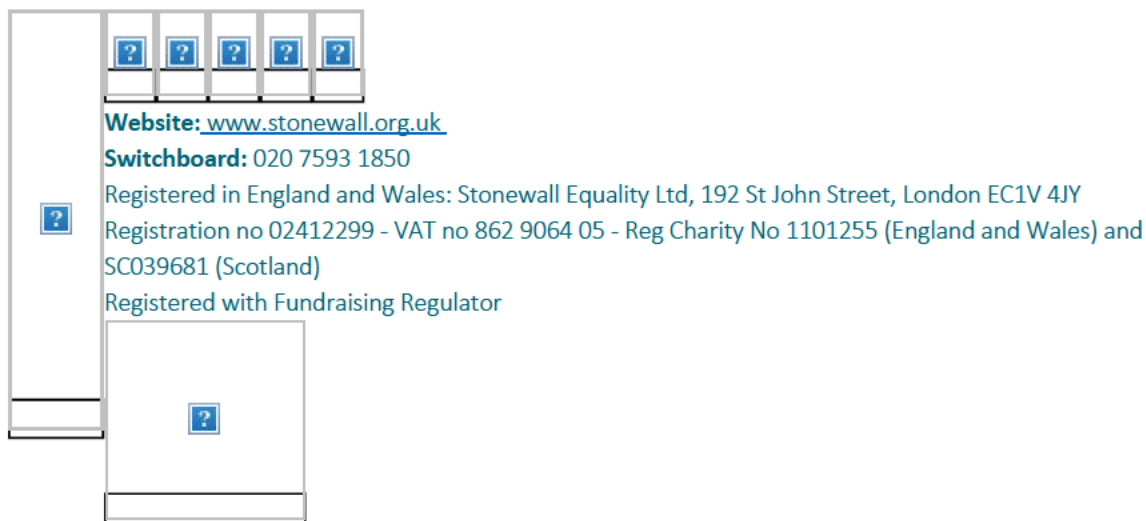 Website: www.stonewall.org.uk
Switchboard: 020 7593 1850
Registered in England and Wales: Stonewall Equality Ltd, 192 St John Street, London EC1V 4JY
Registration no 02412299 - VAT no 862 9064 05 - Reg Charity No 1101255 (England and Wales) and
SC039681 (Scotland)
Registered with Fundraising Regulator